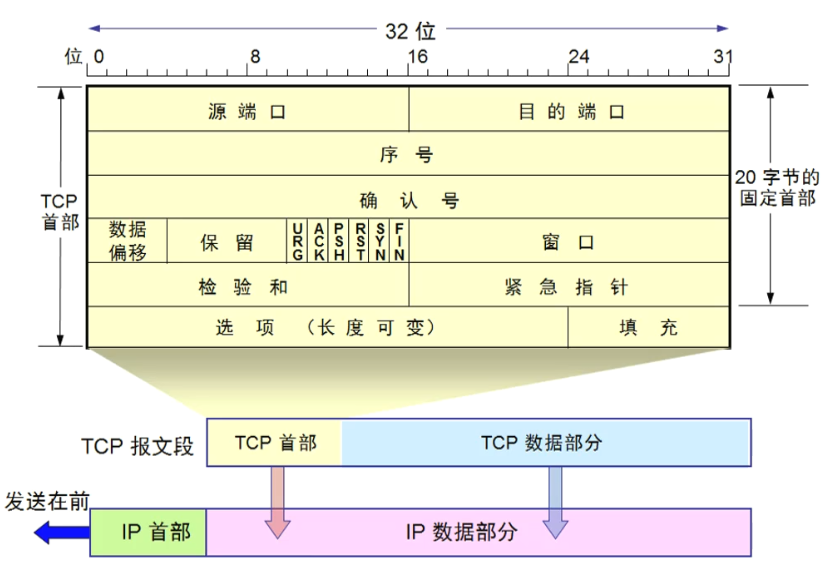 32 位
位 0 8 16 24 31
源 端 口 目 的 端 口
序 号
TCP
首部
确 认 号
20 字节的
固定首部
数据
偏移
保 留
URG
ACK
PSH
RST
SYN
FIN
窗 口
检 验 和 紧 急 指 针
选 项 （长 度 可 变） 填 充
TCP 报文段 TCP 首部 TCP 数据部分
发送在前
IP 首部 IP 数据部分